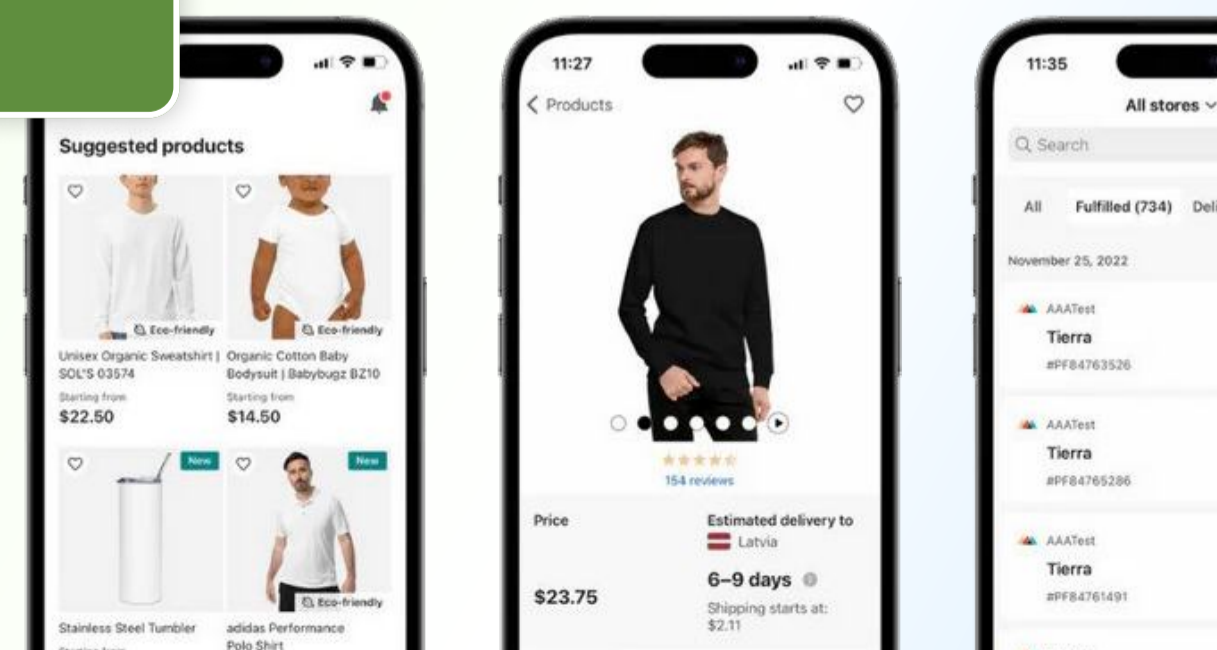 Suggested products
Eco-friendly
Eco-friendly
Unisex Organic Sweatshirt |
SOL'S 03574
Starting from
$22.50
Organic Cotton Baby
Bodysuit | Babybugz BZ10
Starting from
$14.50
New
New
Eco-friendly
Stainless Steel Tumbler
Starting from
adidas Performance
Polo Shirt
11:27
Products
154 reviews
Price
$23.75
Estimated delivery to
Latvia
6–9 days
Shipping starts at:
$2.11
11:35
All stores
Search
All Fulfilled (734) Deli
November 25, 2022
AAATest
Tierra
#PF84763526
AAATest
Tierra
#PF84765286
AAATest
Tierra
#PF84761491